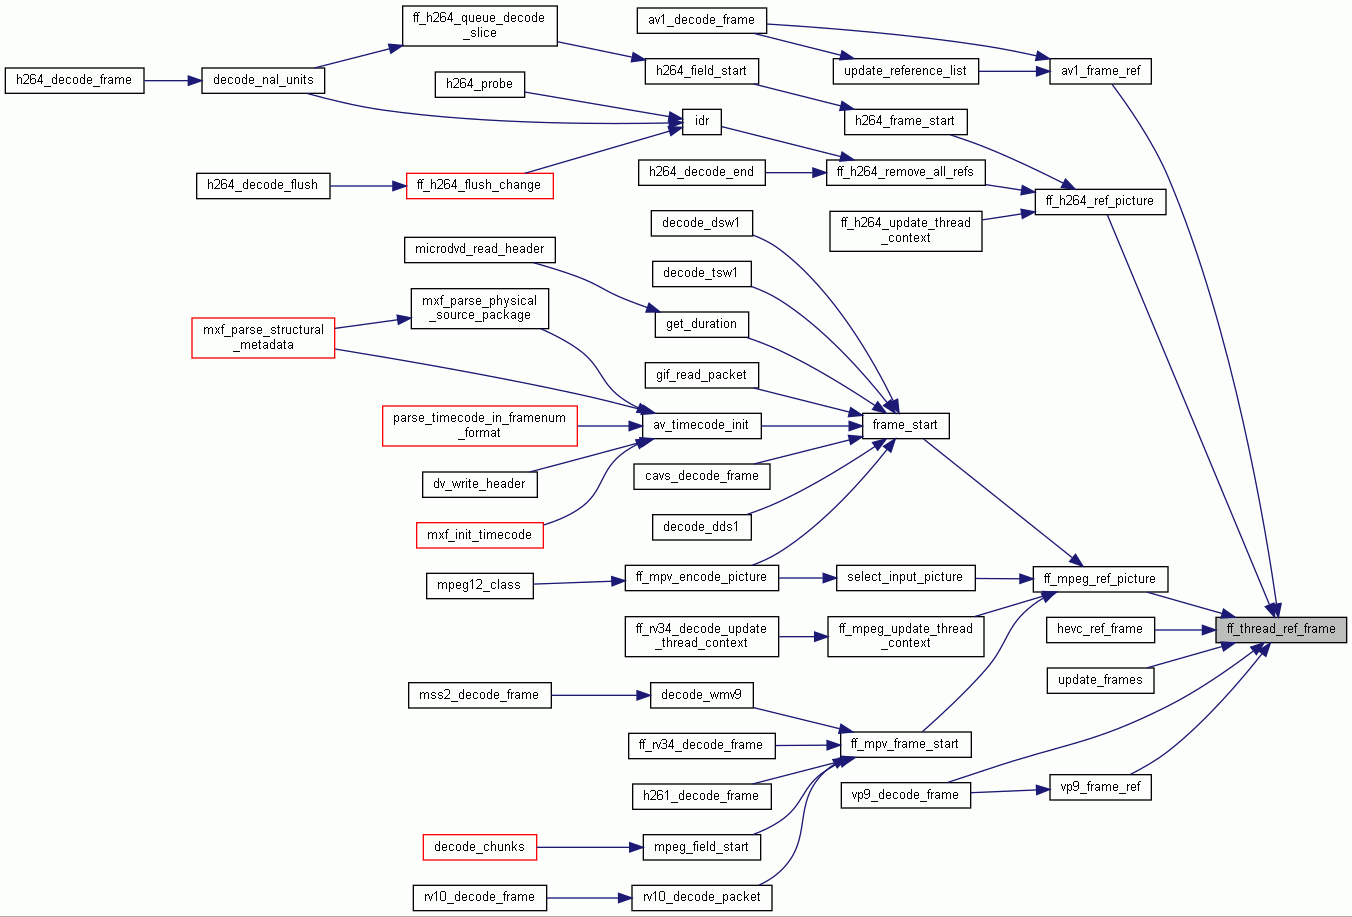 ff_h264_queue_decode
_slice
av1_decode_frame
h264_decode_frame
decode_nal_units
h264_field_start
update_reference_list
av1_frame_ref
h264_probe
idr
h264_frame_start
h264_decode_flush
ff_h264_flush_change
h264_decode_end
ff_h264_remove_all_refs
ff_h264_ref_picture
decode_dsw1
ff_h264_update_thread
_context
microdvd_read_header
decode_tsw1
mxf_parse_physical
_source_package
mxf_parse_structural
_metadata
get_duration
gif_read_packet
parse_timecode_in_framenum
_format
av_timecode_init
frame_start
dv_write_header
cavs_decode_frame
mxf_init_timecode
decode_dds1
mpeg12_class
ff_mpv_encode_picture
select_input_picture
ff_mpeg_ref_picture
ff_rv34_decode_update
_thread_context
ff_mpeg_update_thread
_context
hevc_ref_frame
ff_thread_ref_frame
update_frames
mss2_decode_frame
decode_wmv9
ff_rv34_decode_frame
ff_mpv_frame_start
h261_decode_frame
vp9_decode_frame
vp9_frame_ref
decode_chunks
mpeg_field_start
rv10_decode_frame
rv10_decode_packet